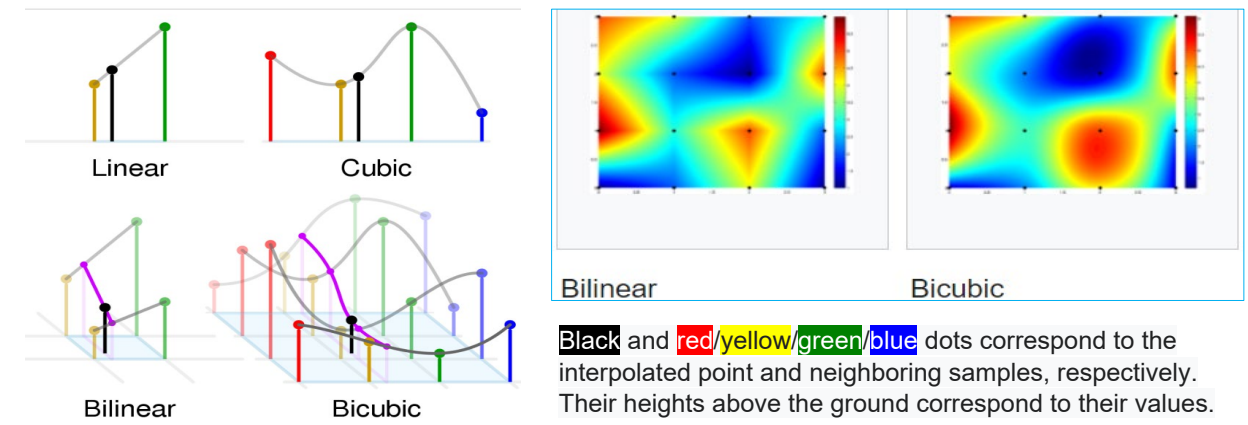 Linear
Cubic
Bilinear
Bicubic
Bilinear
Bicubic
Black and red/yellow/green/blue dots correspond to the
interpolated point and neighboring samples, respectively.
Their heights above the ground correspond to their values.